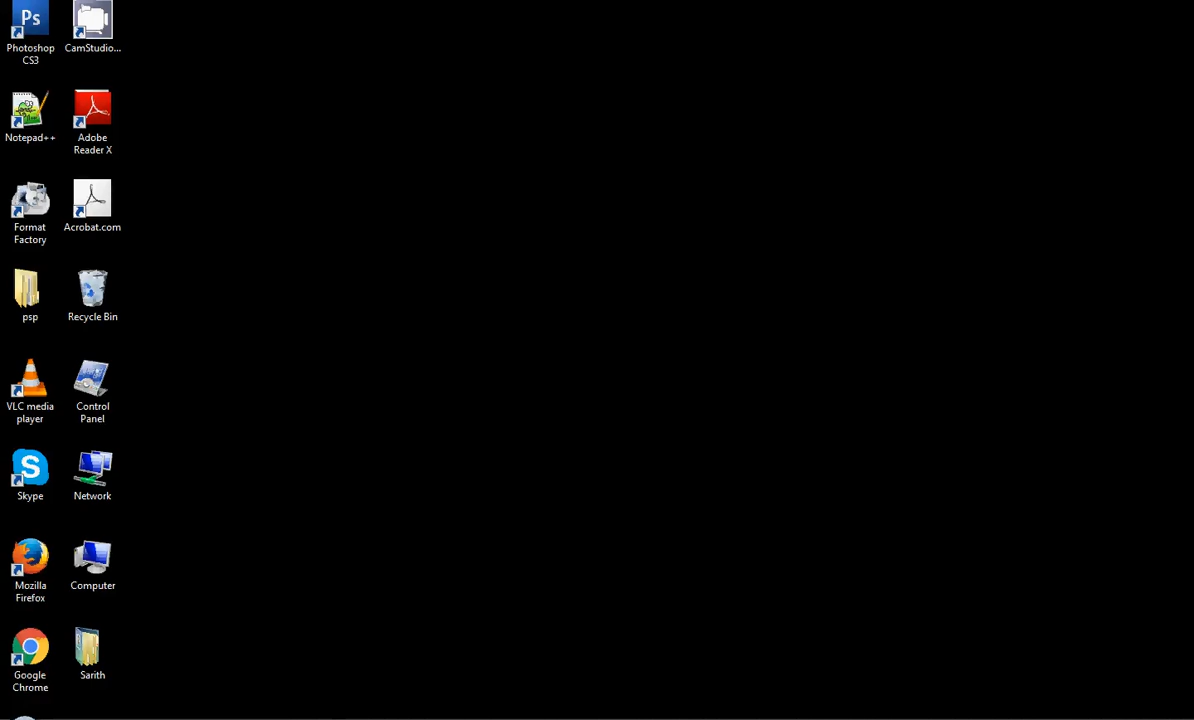 Ps
Photoshop
CS3
CamStudio...
Notepad++
Adobe
Reader X
Format
Factory
Acrobat.com
psp
Recycle Bin
VLC media
player
Control
Panel
S
Skype
Network
Mozilla
Firefox
Computer
Google
Chrome
Sarith